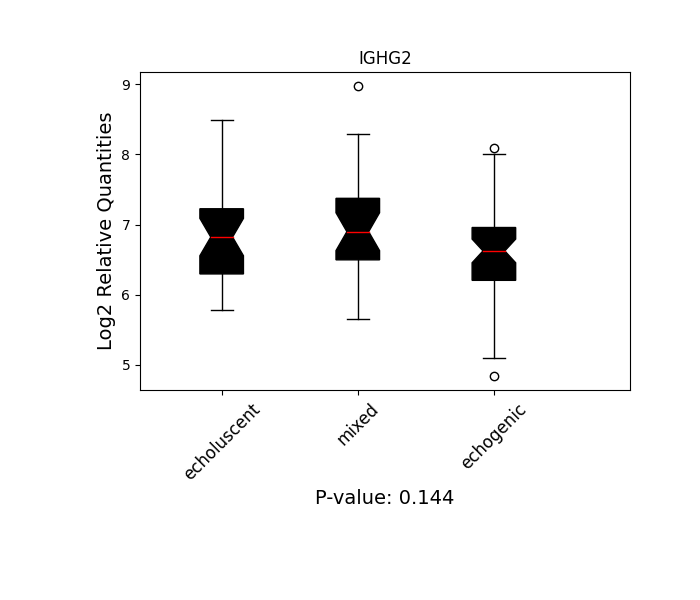 IGHG2
Log2 Relative Quantities
9
8
7
6
5
echoluscent
mixed
echogenic
P-value: 0.144